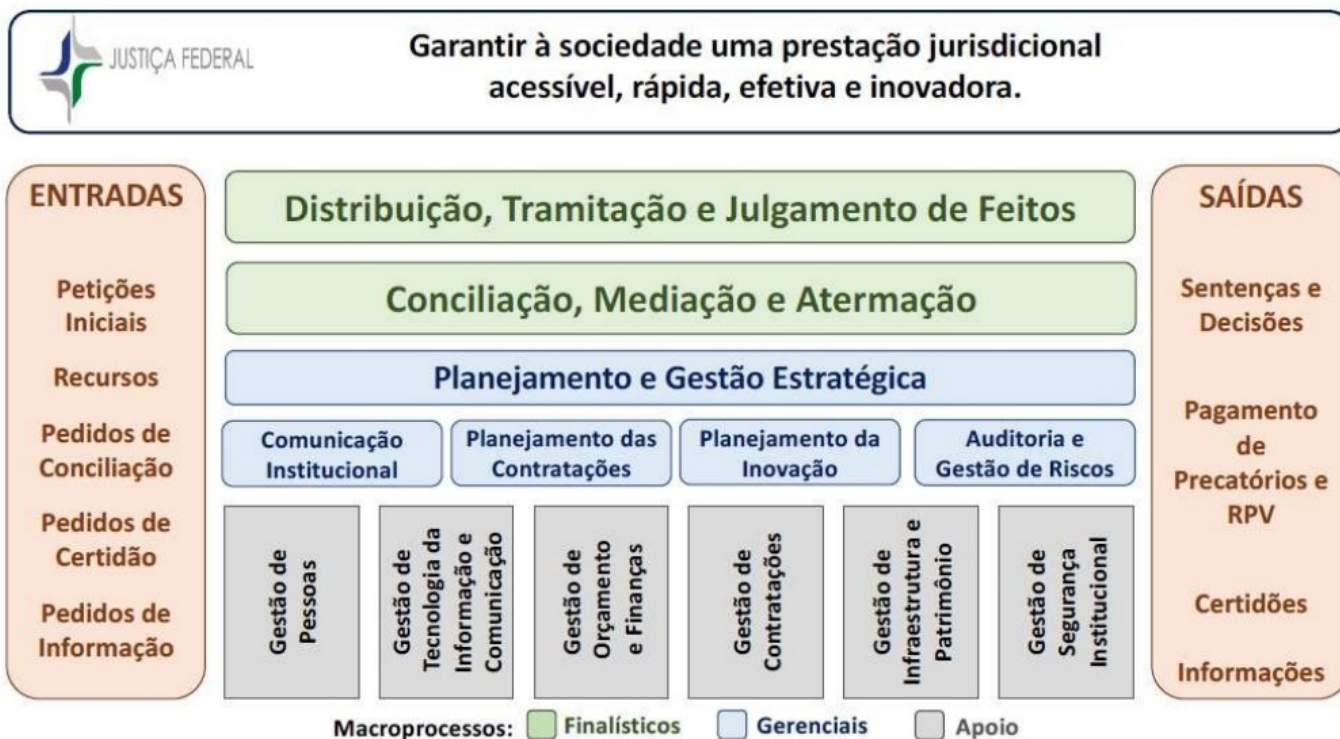 JUSTIÇA FEDERAL
Garantir à sociedade uma prestação jurisdicional
acessível, rápida, efetiva e inovadora.
ENTRADAS
Petições
Iniciais
Recursos
Pedidos de
Conciliação
Pedidos de
Certidão
Pedidos de
Informação
Distribuição, Tramitação e Julgamento de Feitos
Conciliação, Mediação e Atermação
Planejamento e Gestão Estratégica
Comunicação
Institucional
Planejamento das
Contratações
Planejamento da
Inovação
Auditoria e
Gestão de Riscos
Gestão de
Pessoas
Gestão de
Tecnologia da
Informação e
Comunicação
Gestão de
Orçamento
e Finanças
Gestão de
Contratações
Gestão de
Infraestrutura e
Patrimônio
Gestão de
Segurança
Institucional
SAÍDAS
Sentenças e
Decisões
Pagamento
de
Precatórios e
RPV
Certidões
Informações
Macroprocessos: Finalísticos Gerenciais Apoio